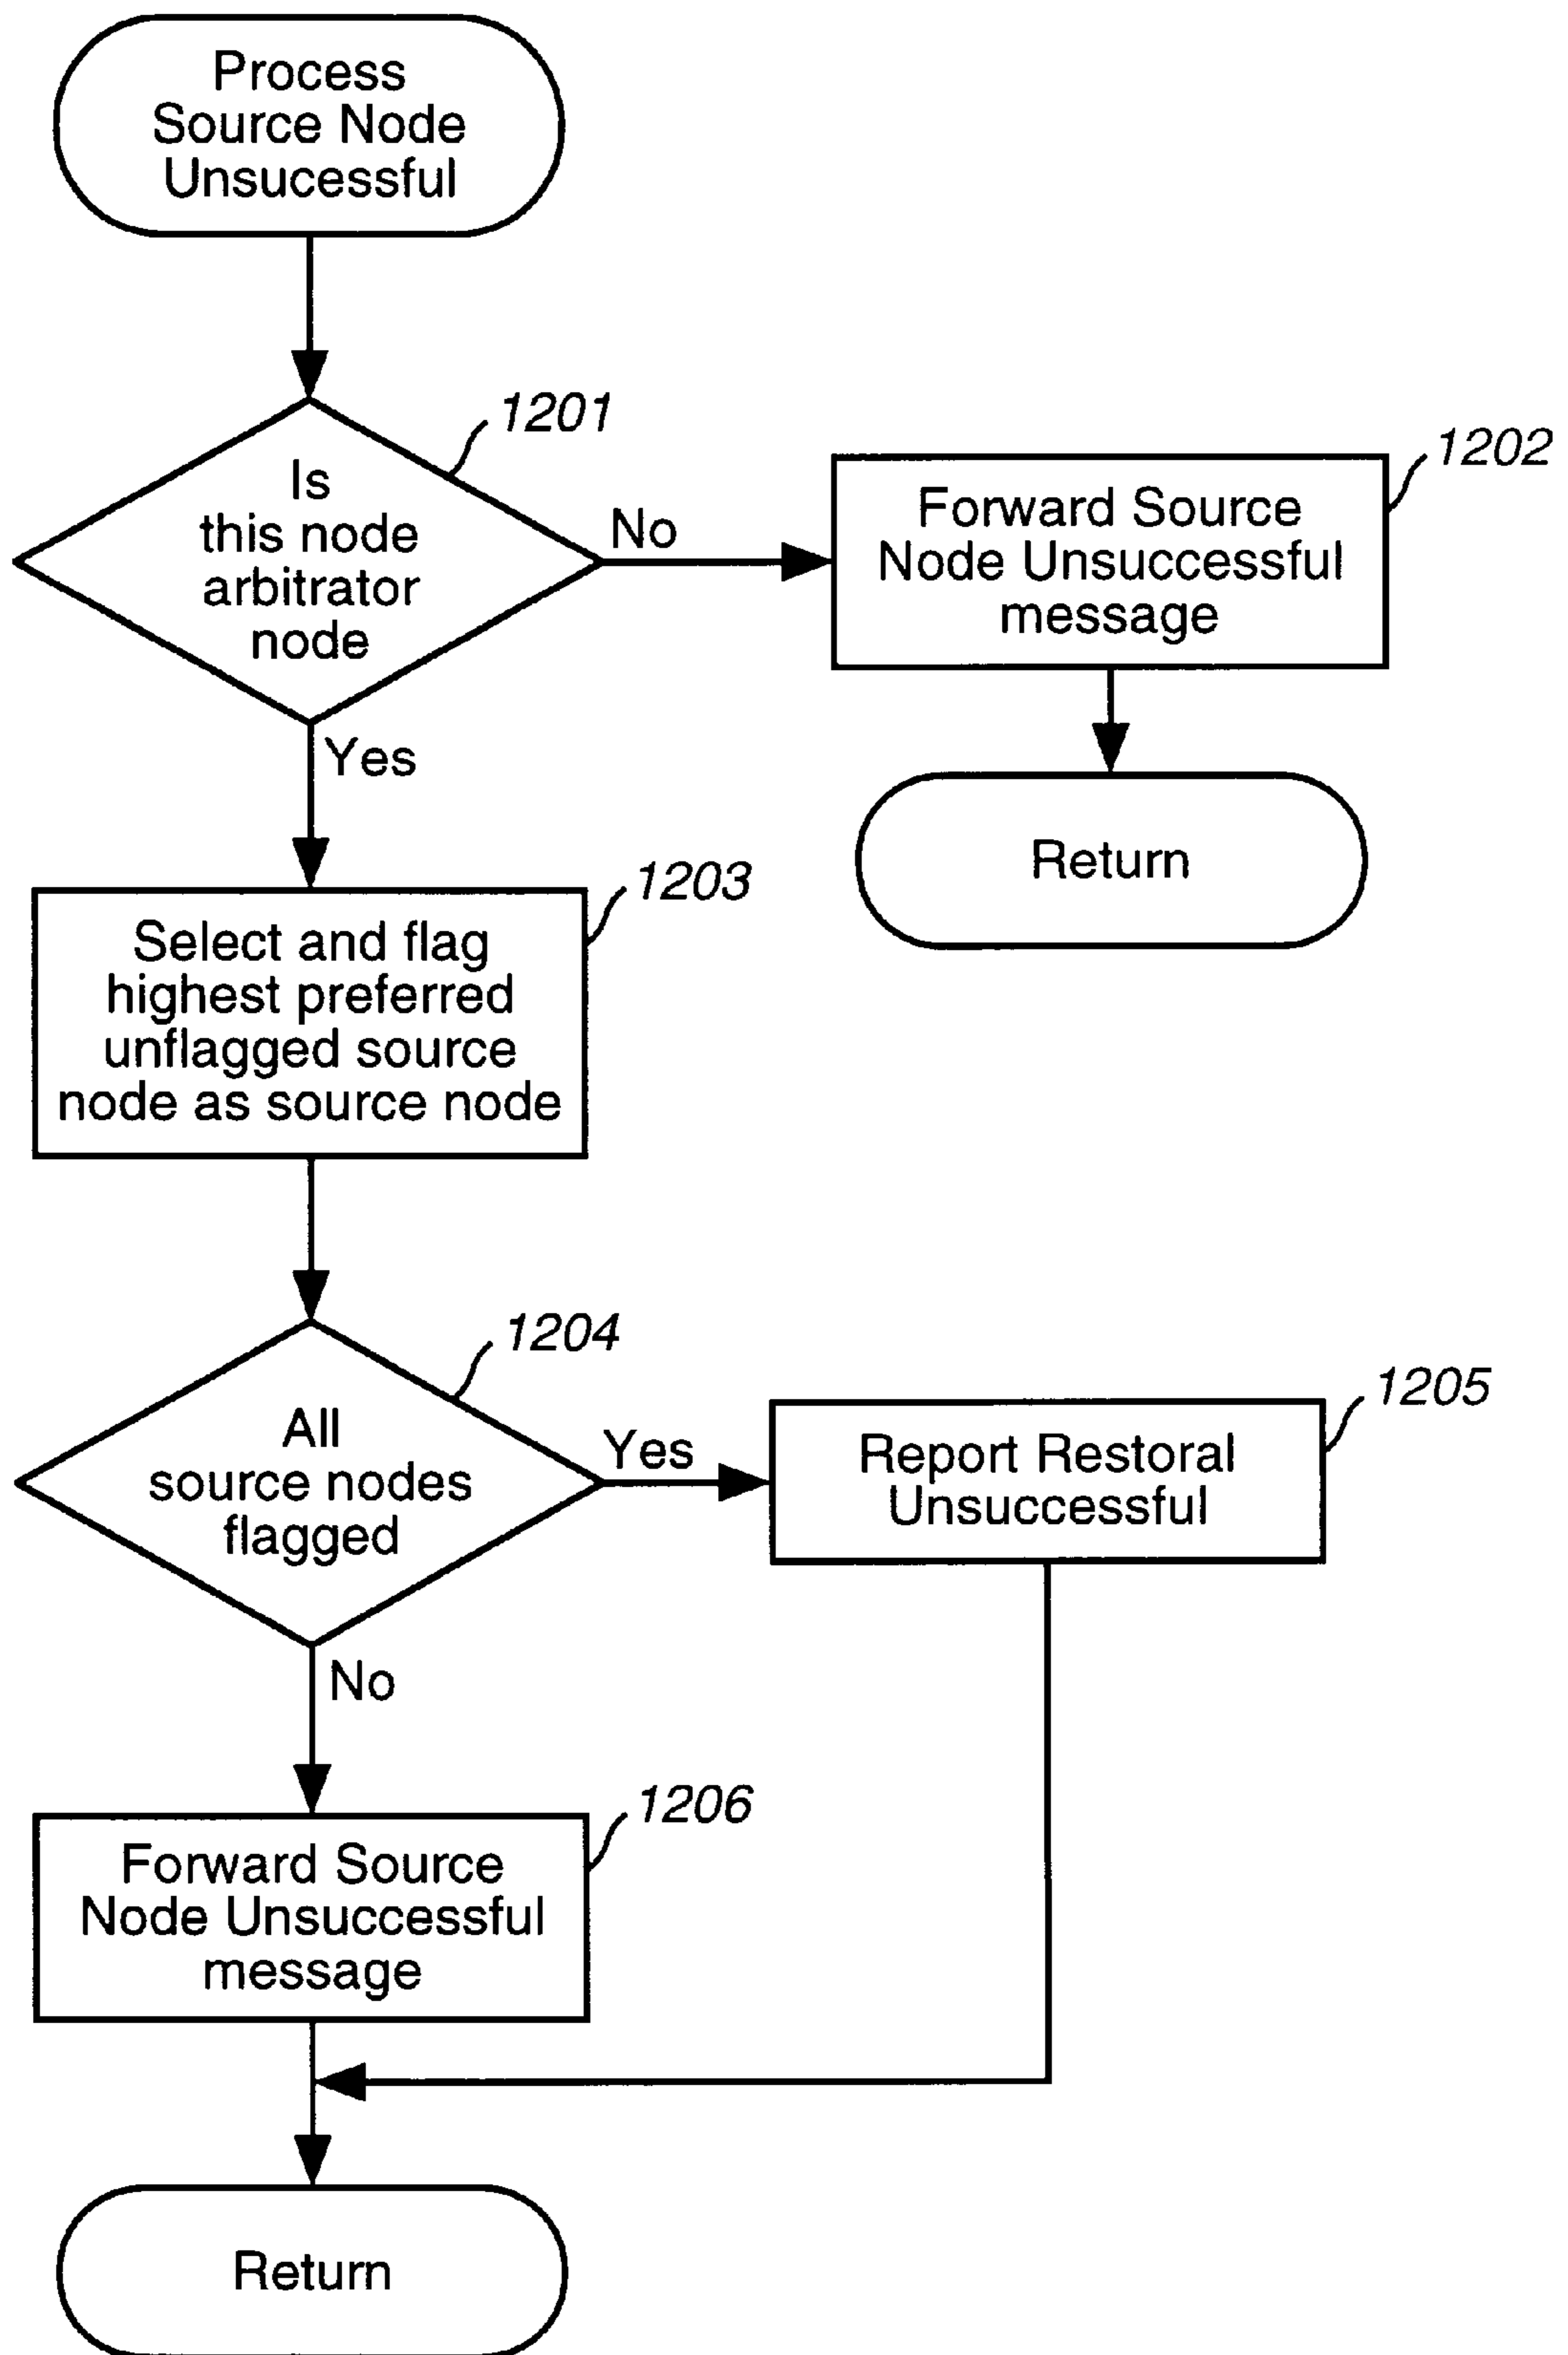 Process
Source Node
Unsucessful
1201
Is
this node
arbitrator
node
No
1202
Forward Source
Node Unsuccessful
message
Yes
Return
1203
Select and flag
highest preferred
unflagged source
node as source node
1204
All
source nodes
flagged
Yes
1205
Report Restoral
Unsuccessful
No
1206
Forward Source
Node Unsuccessful
message
Return